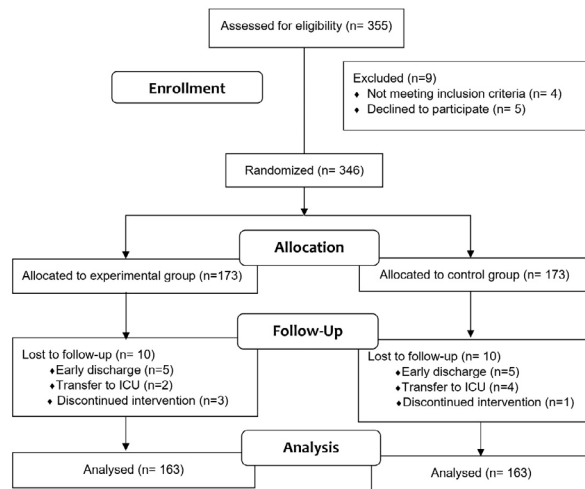 Assessed for eligibility (n= 355)
Enrollment
Excluded (n=9)
♦ Not meeting inclusion criteria (n= 4)
♦ Declined to participate (n= 5)
Randomized (n= 346)
Allocation
Allocated to experimental group (n=173)
Allocated to control group (n= 173)
Follow-Up
Lost to follow-up (n= 10)
♦Early discharge (n=5)
♦Transfer to ICU (n=2)
♦ Discontinued intervention (n=3)
Lost to follow-up (n= 10)
♦Early discharge (n=5)
♦Transfer to ICU (n=4)
♦Discontinued intervention (n=1)
Analysis
Analysed (n= 163)
Analysed (n= 163)